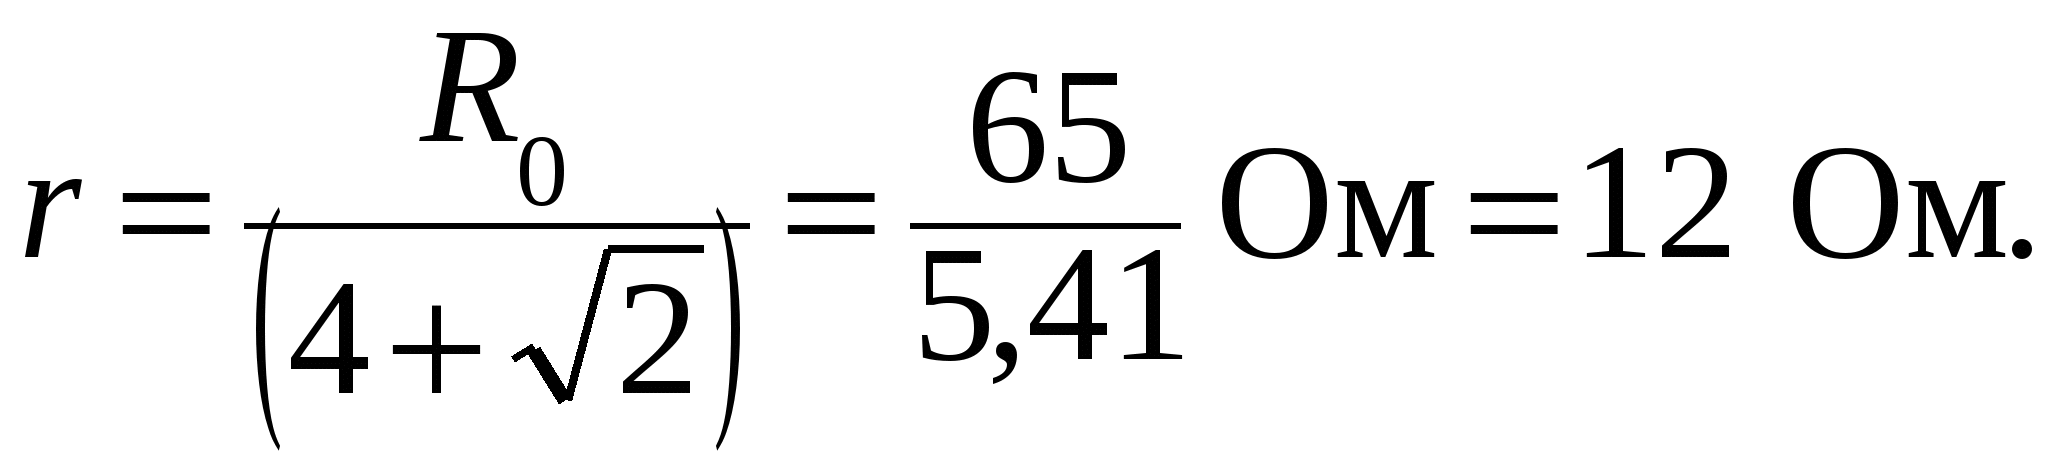 r = R₀ / (4 + √2) = 65 / 5,41 Ом = 12 Ом.